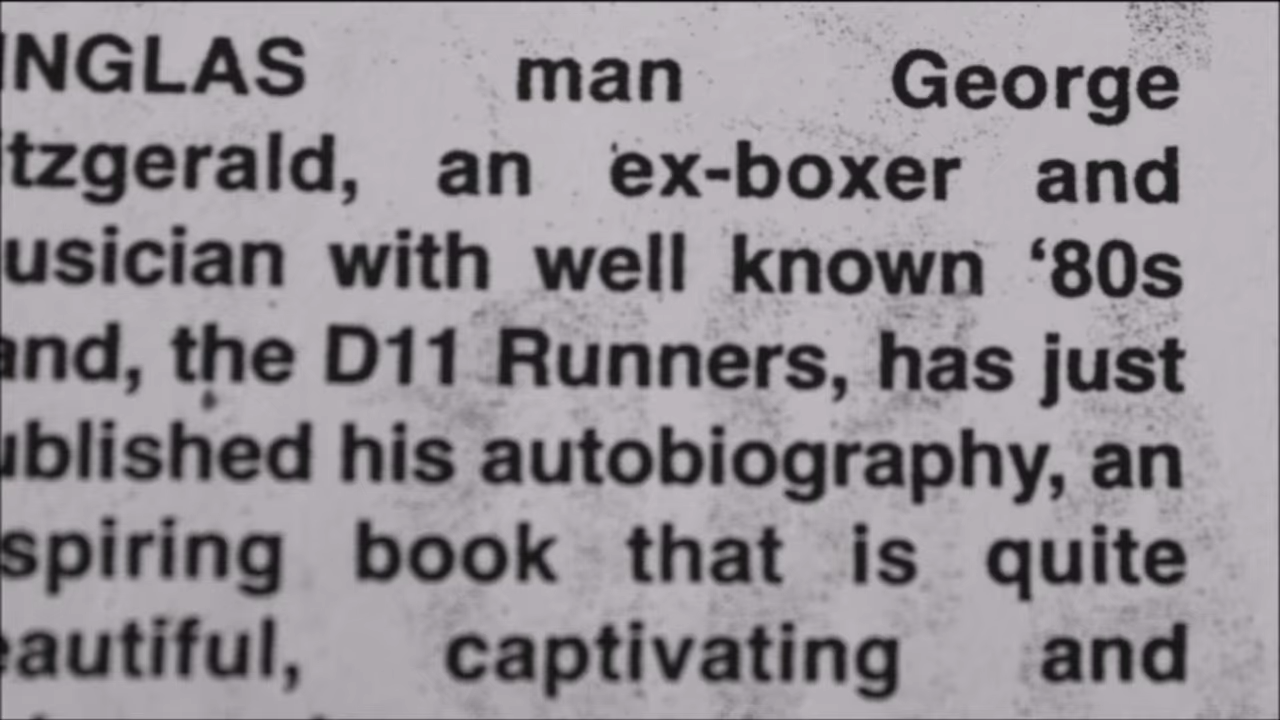 INGLAS man George
tzgerald, an ex-boxer and
usician with well known ‘80s
and, the D11 Runners, has just
ublished his autobiography, an
spiring book that is quite
eautiful, captivating and